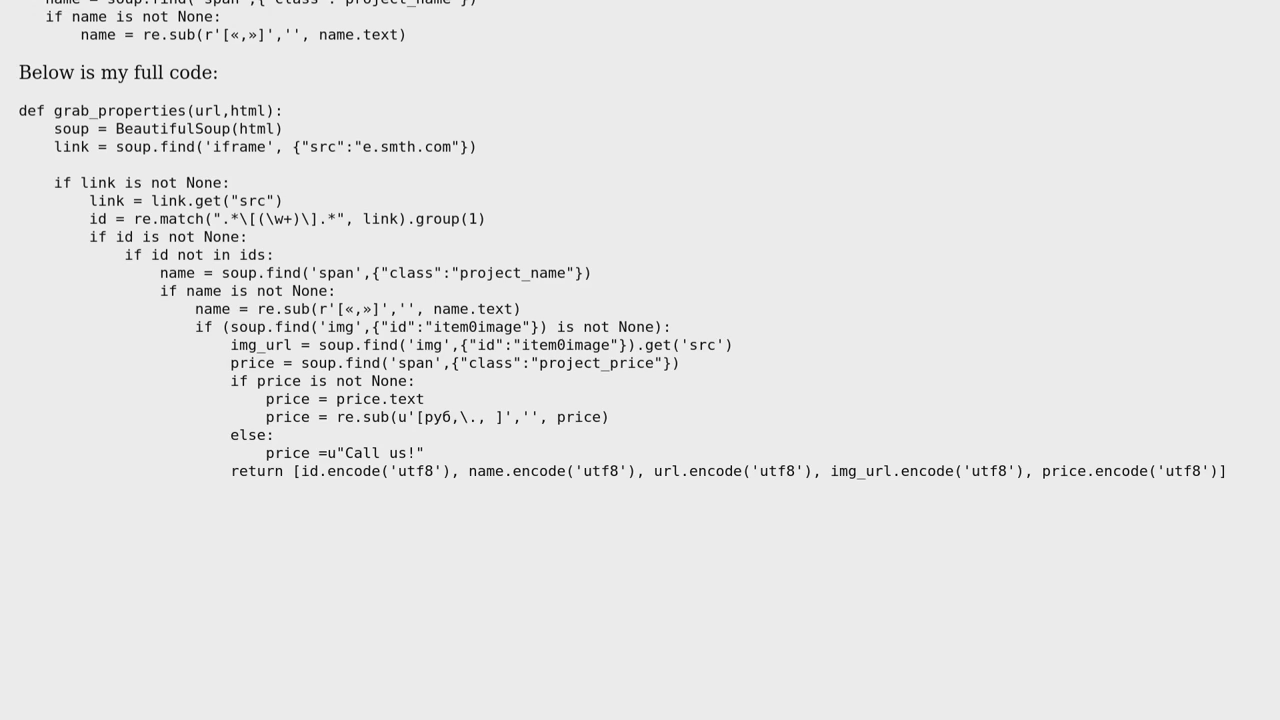 name = soup.find('span',{"class":"project_name"})
if name is not None:
name = re.sub(r'[«,»]','', name.text)
Below is my full code:
def grab_properties(url,html):
soup = BeautifulSoup(html)
link = soup.find('iframe', {"src":"e.smth.com"})
if link is not None:
link = link.get("src")
id = re.match(".*\[(\w+)\].*", link).group(1)
if id is not None:
if id not in ids:
name = soup.find('span',{"class":"project_name"})
if name is not None:
name = re.sub(r'[«,»]','', name.text)
if (soup.find('img',{"id":"item0image"}) is not None):
img_url = soup.find('img',{"id":"item0image"}).get('src')
price = soup.find('span',{"class":"project_price"})
if price is not None:
price = price.text
price = re.sub(u'[руб,\., ]','', price)
else:
price =u"Call us!"
return [id.encode('utf8'), name.encode('utf8'), url.encode('utf8'), img_url.encode('utf8'), price.encode('utf8')]